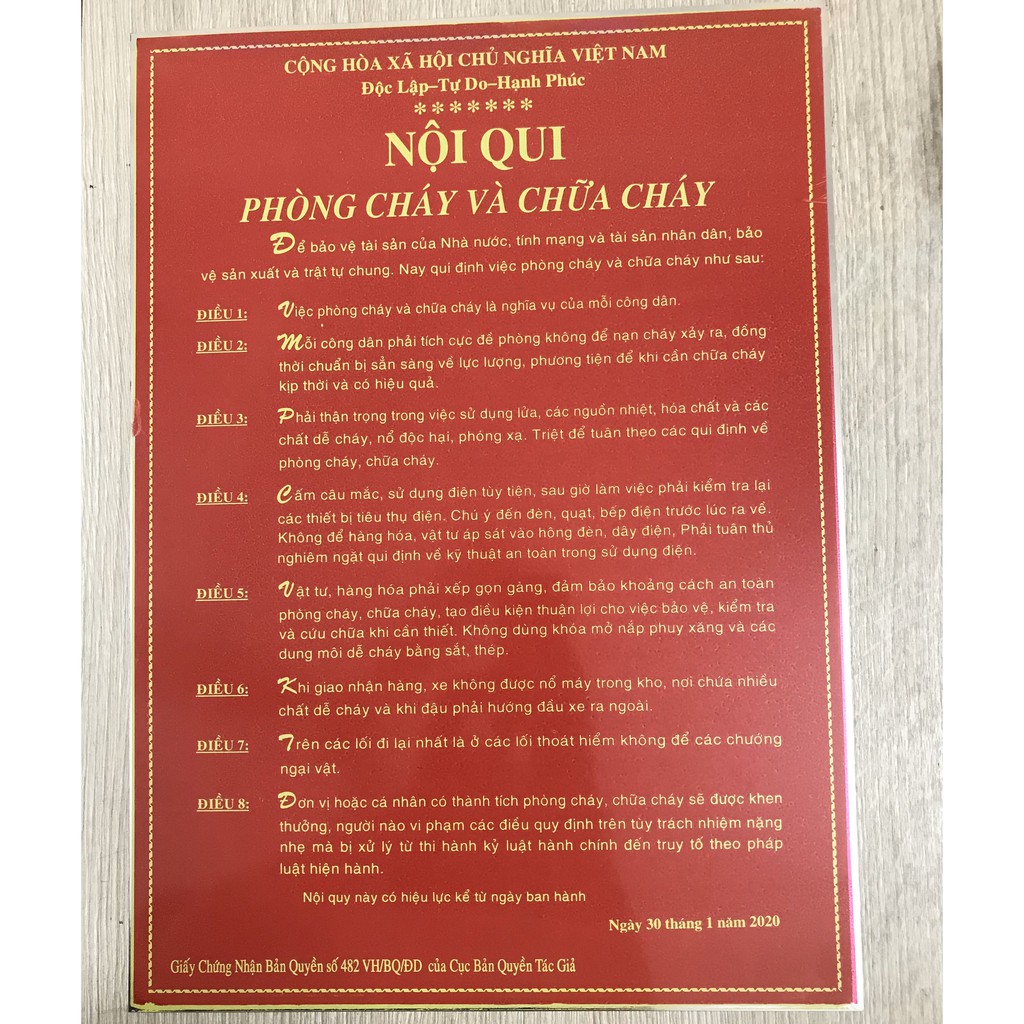 CỘNG HÒA XÃ HỘI CHỦ NGHĨA VIỆT NAM
Độc Lập–Tự Do–Hạnh Phúc
*******
NỘI QUI
PHÒNG CHÁY VÀ CHỮA CHÁY
Để bảo vệ tài sản của Nhà nước, tính mạng và tài sản nhân dân, bảo
vệ sản xuất và trật tự chung. Nay qui định việc phòng cháy và chữa cháy như sau:
ĐIỀU 1: Việc phòng cháy và chữa cháy là nghĩa vụ của mỗi công dân.
ĐIỀU 2: Mỗi công dân phải tích cực đề phòng không để nạn cháy xảy ra, đồng
thời chuẩn bị sẳn sàng về lực lượng, phương tiện để khi cần chữa cháy
kịp thời và có hiệu quả.
ĐIỀU 3: Phải thận trọng trong việc sử dụng lửa, các nguồn nhiệt, hóa chất và các
chất dễ cháy, nổ độc hại, phóng xạ. Triệt để tuân theo các qui định về
phòng cháy, chữa cháy.
ĐIỀU 4: Cấm câu mắc, sử dụng điện tùy tiện, sau giờ làm việc phải kiểm tra lại
các thiết bị tiêu thụ điện. Chú ý đến đèn, quạt, bếp điện trước lúc ra về.
Không để hàng hóa, vật tư áp sát vào hông đèn, dây điện, Phải tuân thủ
nghiêm ngặt qui định về kỹ thuật an toàn trong sử dụng điện.
ĐIỀU 5: Vật tư, hàng hóa phải xếp gọn gàng, đảm bảo khoảng cách an toàn
phòng cháy, chữa cháy, tạo điều kiện thuận lợi cho việc bảo vệ, kiểm tra
và cứu chữa khi cần thiết. Không dùng khóa mở nắp phuy xăng và các
dung môi dễ cháy bằng sắt, thép.
ĐIỀU 6: Khi giao nhận hàng, xe không được nổ máy trong kho, nơi chứa nhiều
chất dễ cháy và khi đậu phải hướng đầu xe ra ngoài.
ĐIỀU 7: Trên các lối đi lại nhất là ở các lối thoát hiểm không để các chướng
ngại vật.
ĐIỀU 8: Đơn vị hoặc cá nhân có thành tích phòng cháy, chữa cháy sẽ được khen
thưởng, người nào vi phạm các điều quy định trên tùy trách nhiệm nặng
nhẹ mà bị xử lý từ thi hành kỷ luật hành chính đến truy tố theo pháp
luật hiện hành.
Nội quy này có hiệu lực kể từ ngày ban hành
Ngày 30 tháng 1 năm 2020
Giấy Chứng Nhận Bản Quyền số 482 VH/BQ/ĐD của Cục Bản Quyền Tác Giả